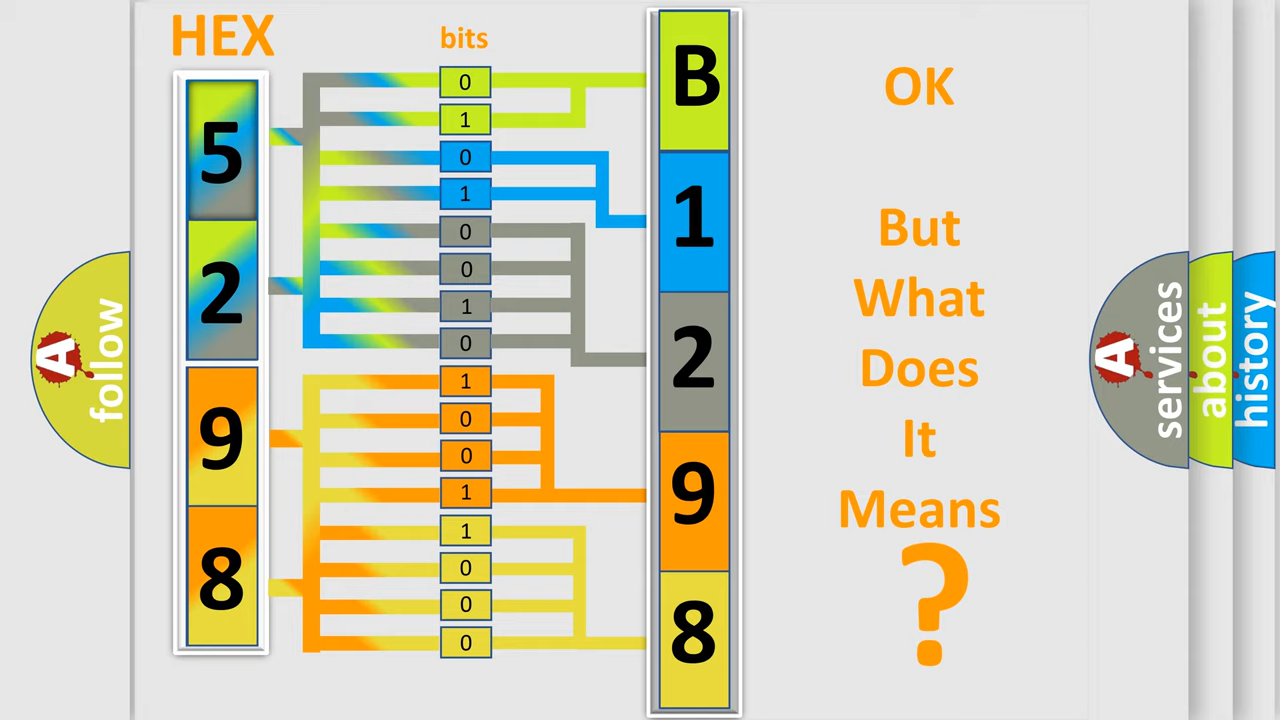 HEX
bits
5
2
9
8
0
1
0
1
0
0
1
0
1
0
0
1
1
0
0
0
B
1
2
9
8
OK
But
What
Does
It
Means
?
A
follow
A
services
about
history